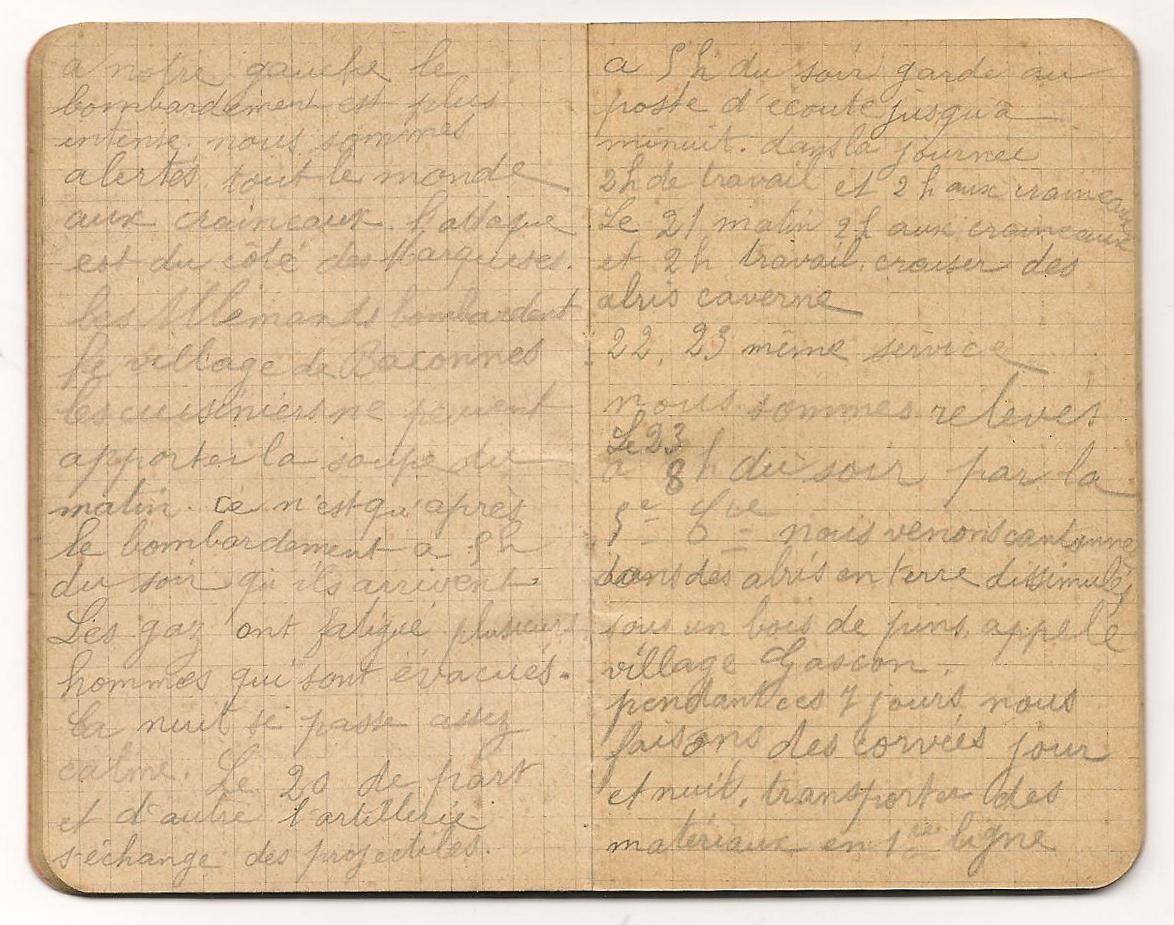 a notre gauche le
bombardement est plus
intense. nous sommes
alertés. tout le monde
aux craineaux. l'attaque
est du côté des Marquises.
les Allemands bombardent
le village de Baconnes
les cuisiniers ne peuvent
apporter la soupe du
matin. ce n'est qu'après
le bombardement a 5h
du soir qu'ils arrivent.
Les gaz ont fatigué plusieurs
hommes qui sont évacués.
la nuit se passe assez
calme. Le 20 de part
et d'autre l'artillerie
s'échange des projectiles.
a 5h du soir garde au
poste d'écoute jusqu'à
minuit. dans la journée
2h de travail et 2h aux craineaux
Le 21 matin 2h aux craineaux
et 2h travail. craiser des
abris caverne
22, 23 même service
nous sommes relevés
Le 23
à 8h du soir par la
5e Cie nous venons cantonner
dans des abris en terre dissimulés
sous un bois de pins, appelé
village Gascon.
pendant ces 7 jours nous
faisons des corvées jour
et nuit, transporter des
matériaux en 1re ligne